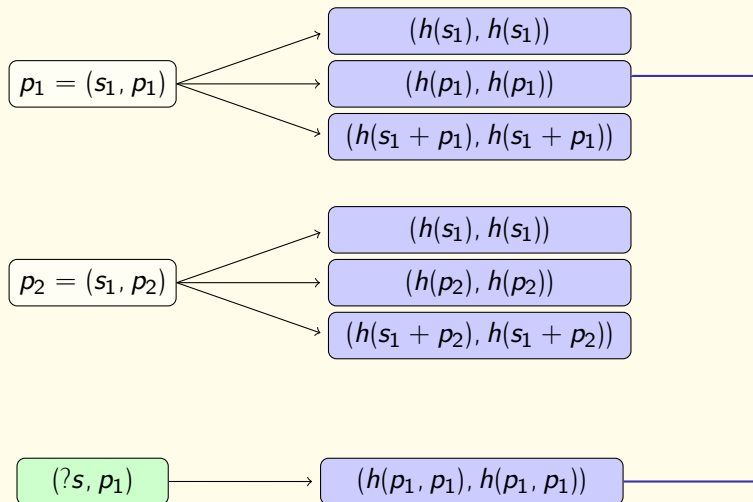 (h(s₁), h(s₁))
p₁ = (s₁, p₁)
(h(p₁), h(p₁))
(h(s₁ + p₁), h(s₁ + p₁))
(h(s₁), h(s₁))
p₂ = (s₁, p₂)
(h(p₂), h(p₂))
(h(s₁ + p₂), h(s₁ + p₂))
(?s, p₁)
(h(p₁, p₁), h(p₁, p₁))